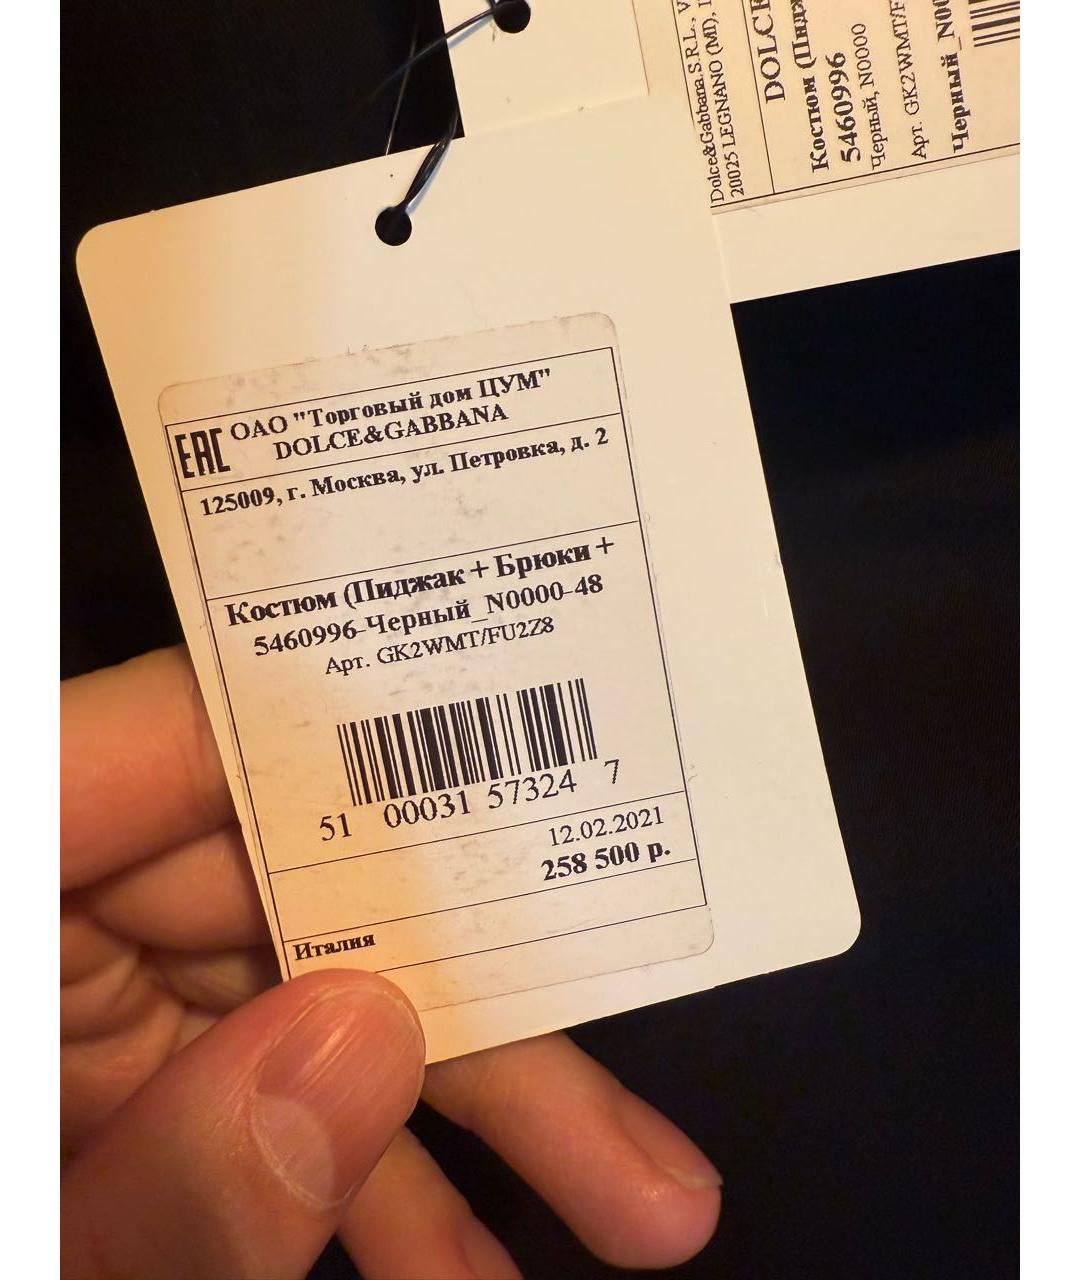 EAC
ОАО "Торговый дом ЦУМ"
DOLCE&GABBANA
125009, г. Москва, ул. Петровка, д. 2
Костюм (Пиджак + Брюки +
5460996-Черный_N0000-48
Арт. GK2WMT/FU2Z8
51 00031 57324 7
12.02.2021
258 500 р.
Италия
Dolce&Gabbana.S.R.L.,
20025 LEGNANO (MI),
DOLCE
Костюм
5460996
Черный, N0000
Арт. GK2WMT/F
Черный_N00